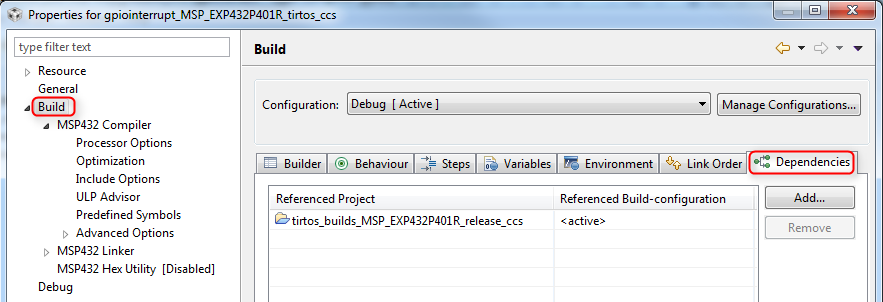 Properties for gpiointerrupt_MSP_EXP432P401R_tirtos_ccs
type filter text
Resource
General
Build
MSP432 Compiler
Processor Options
Optimization
Include Options
ULP Advisor
Predefined Symbols
Advanced Options
MSP432 Linker
MSP432 Hex Utility [Disabled]
Debug
Build
Configuration: Debug [ Active ] Manage Configurations...
Builder Behaviour Steps Variables Environment Link Order Dependencies
Referenced Project Referenced Build-configuration Add...
tirtos_builds_MSP_EXP432P401R_release_ccs <active> Remove